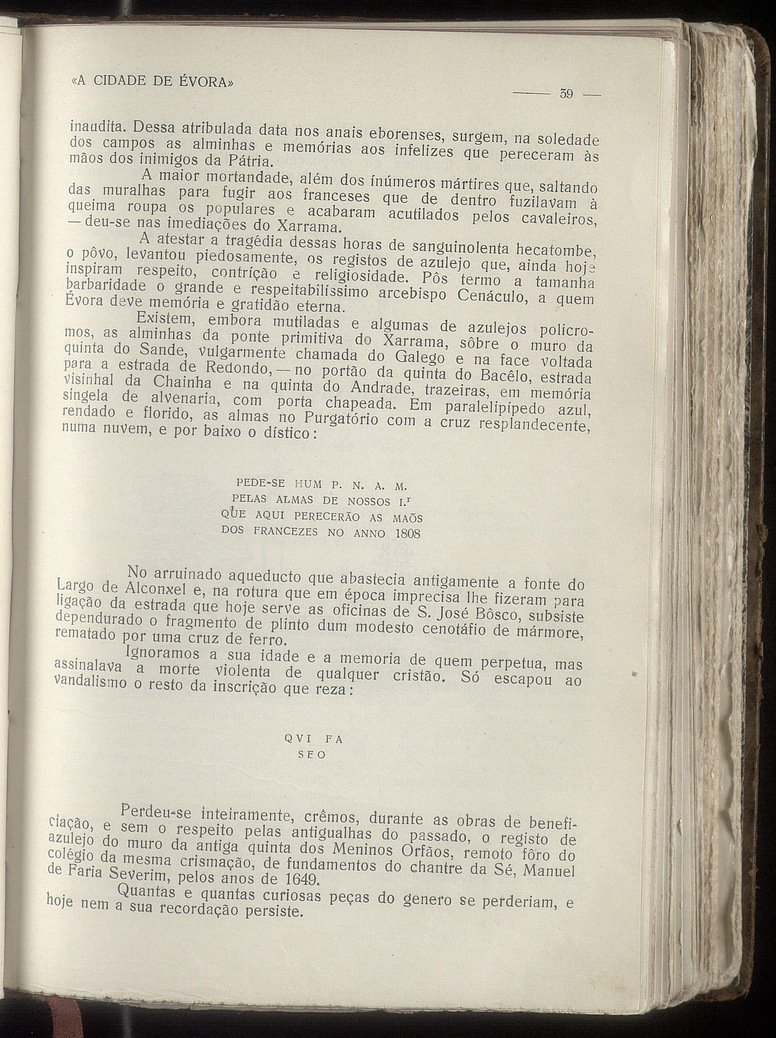 «A CIDADE DE ÉVORA»
—— 39 —
inaudita. Dessa atribulada data nos anais eborenses, surgem, na soledade
dos campos as alminhas e memórias aos infelizes que pereceram às
mãos dos inimigos da Pátria.
A maior mortandade, além dos ínúmeros mártires que, saltando
das muralhas para fugir aos franceses que de dentro fuzilavam à
queima roupa os populares e acabaram acutilados pelos cavaleiros,
— deu-se nas imediações do Xarrama.
A atestar a tragédia dessas horas de sanguinolenta hecatombe,
o pôvo, levantou piedosamente, os registos de azulejo que, ainda hoje
inspiram respeito, contríção e religiosidade. Pôs termo a tamanha
barbaridade o grande e respeitabilíssimo arcebispo Cenáculo, a quem
Évora deve memória e gratidão eterna.
Existem, embora mutiladas e algumas de azulejos policro-
mos, as alminhas da ponte primitiva do Xarrama, sôbre o muro da
quinta do Sande, vulgarmente chamada do Galego e na face voltada
para a estrada de Redondo, — no portão da quinta do Bacêlo, estrada
visinhal da Chainha e na quinta do Andrade, trazeiras, em memória
singela de alvenaria, com porta chapeada. Em paralelipípedo azul,
rendado e florido, as almas no Purgatório com a cruz resplandecente,
numa nuvem, e por baixo o dístico :
PEDE-SE HUM P. N. A. M.
PELAS ALMAS DE NOSSOS I.r
QUE AQUI PERECERÃO AS MAÕS
DOS FRANCEZES NO ANNO 1808
No arruinado aqueducto que abastecia antigamente a fonte do
Largo de Alconxel e, na rotura que em época imprecisa lhe fizeram para
ligação da estrada que hoje serve as oficinas de S. José Bôsco, subsiste
dependurado o fragmento de plinto dum modesto cenotáfio de mármore,
rematado por uma cruz de ferro.
Ignoramos a sua idade e a memoria de quem perpetua, mas
assinalava a morte violenta de qualquer cristão. Só escapou ao
vandalismo o resto da inscrição que reza :
QVI FA
SEO
Perdeu-se inteiramente, crêmos, durante as obras de benefi-
ciação, e sem o respeito pelas antigualhas do passado, o registo de
azulejo do muro da antiga quinta dos Meninos Orfãos, remoto fôro do
colégio da mesma crismação, de fundamentos do chantre da Sé, Manuel
de Faria Severim, pelos anos de 1649.
Quantas e quantas curiosas peças do genero se perderiam, e
hoje nem a sua recordação persiste.